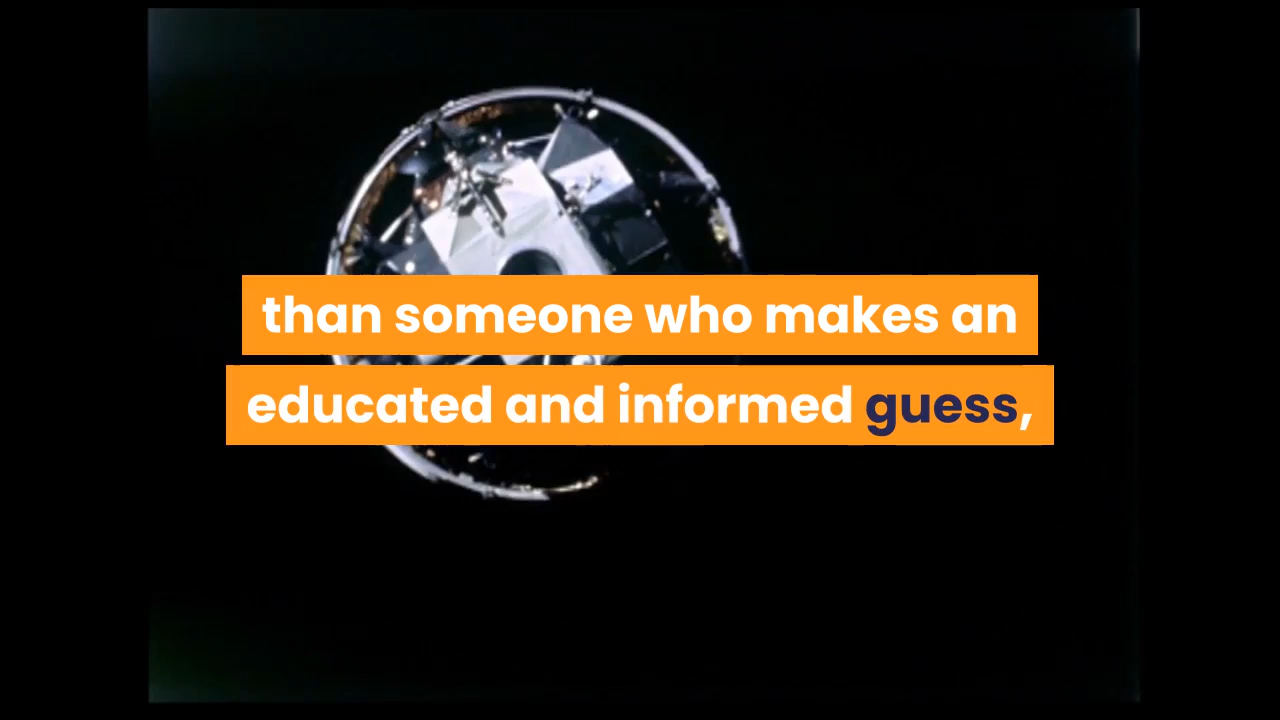 than someone who makes an
educated and informed guess,